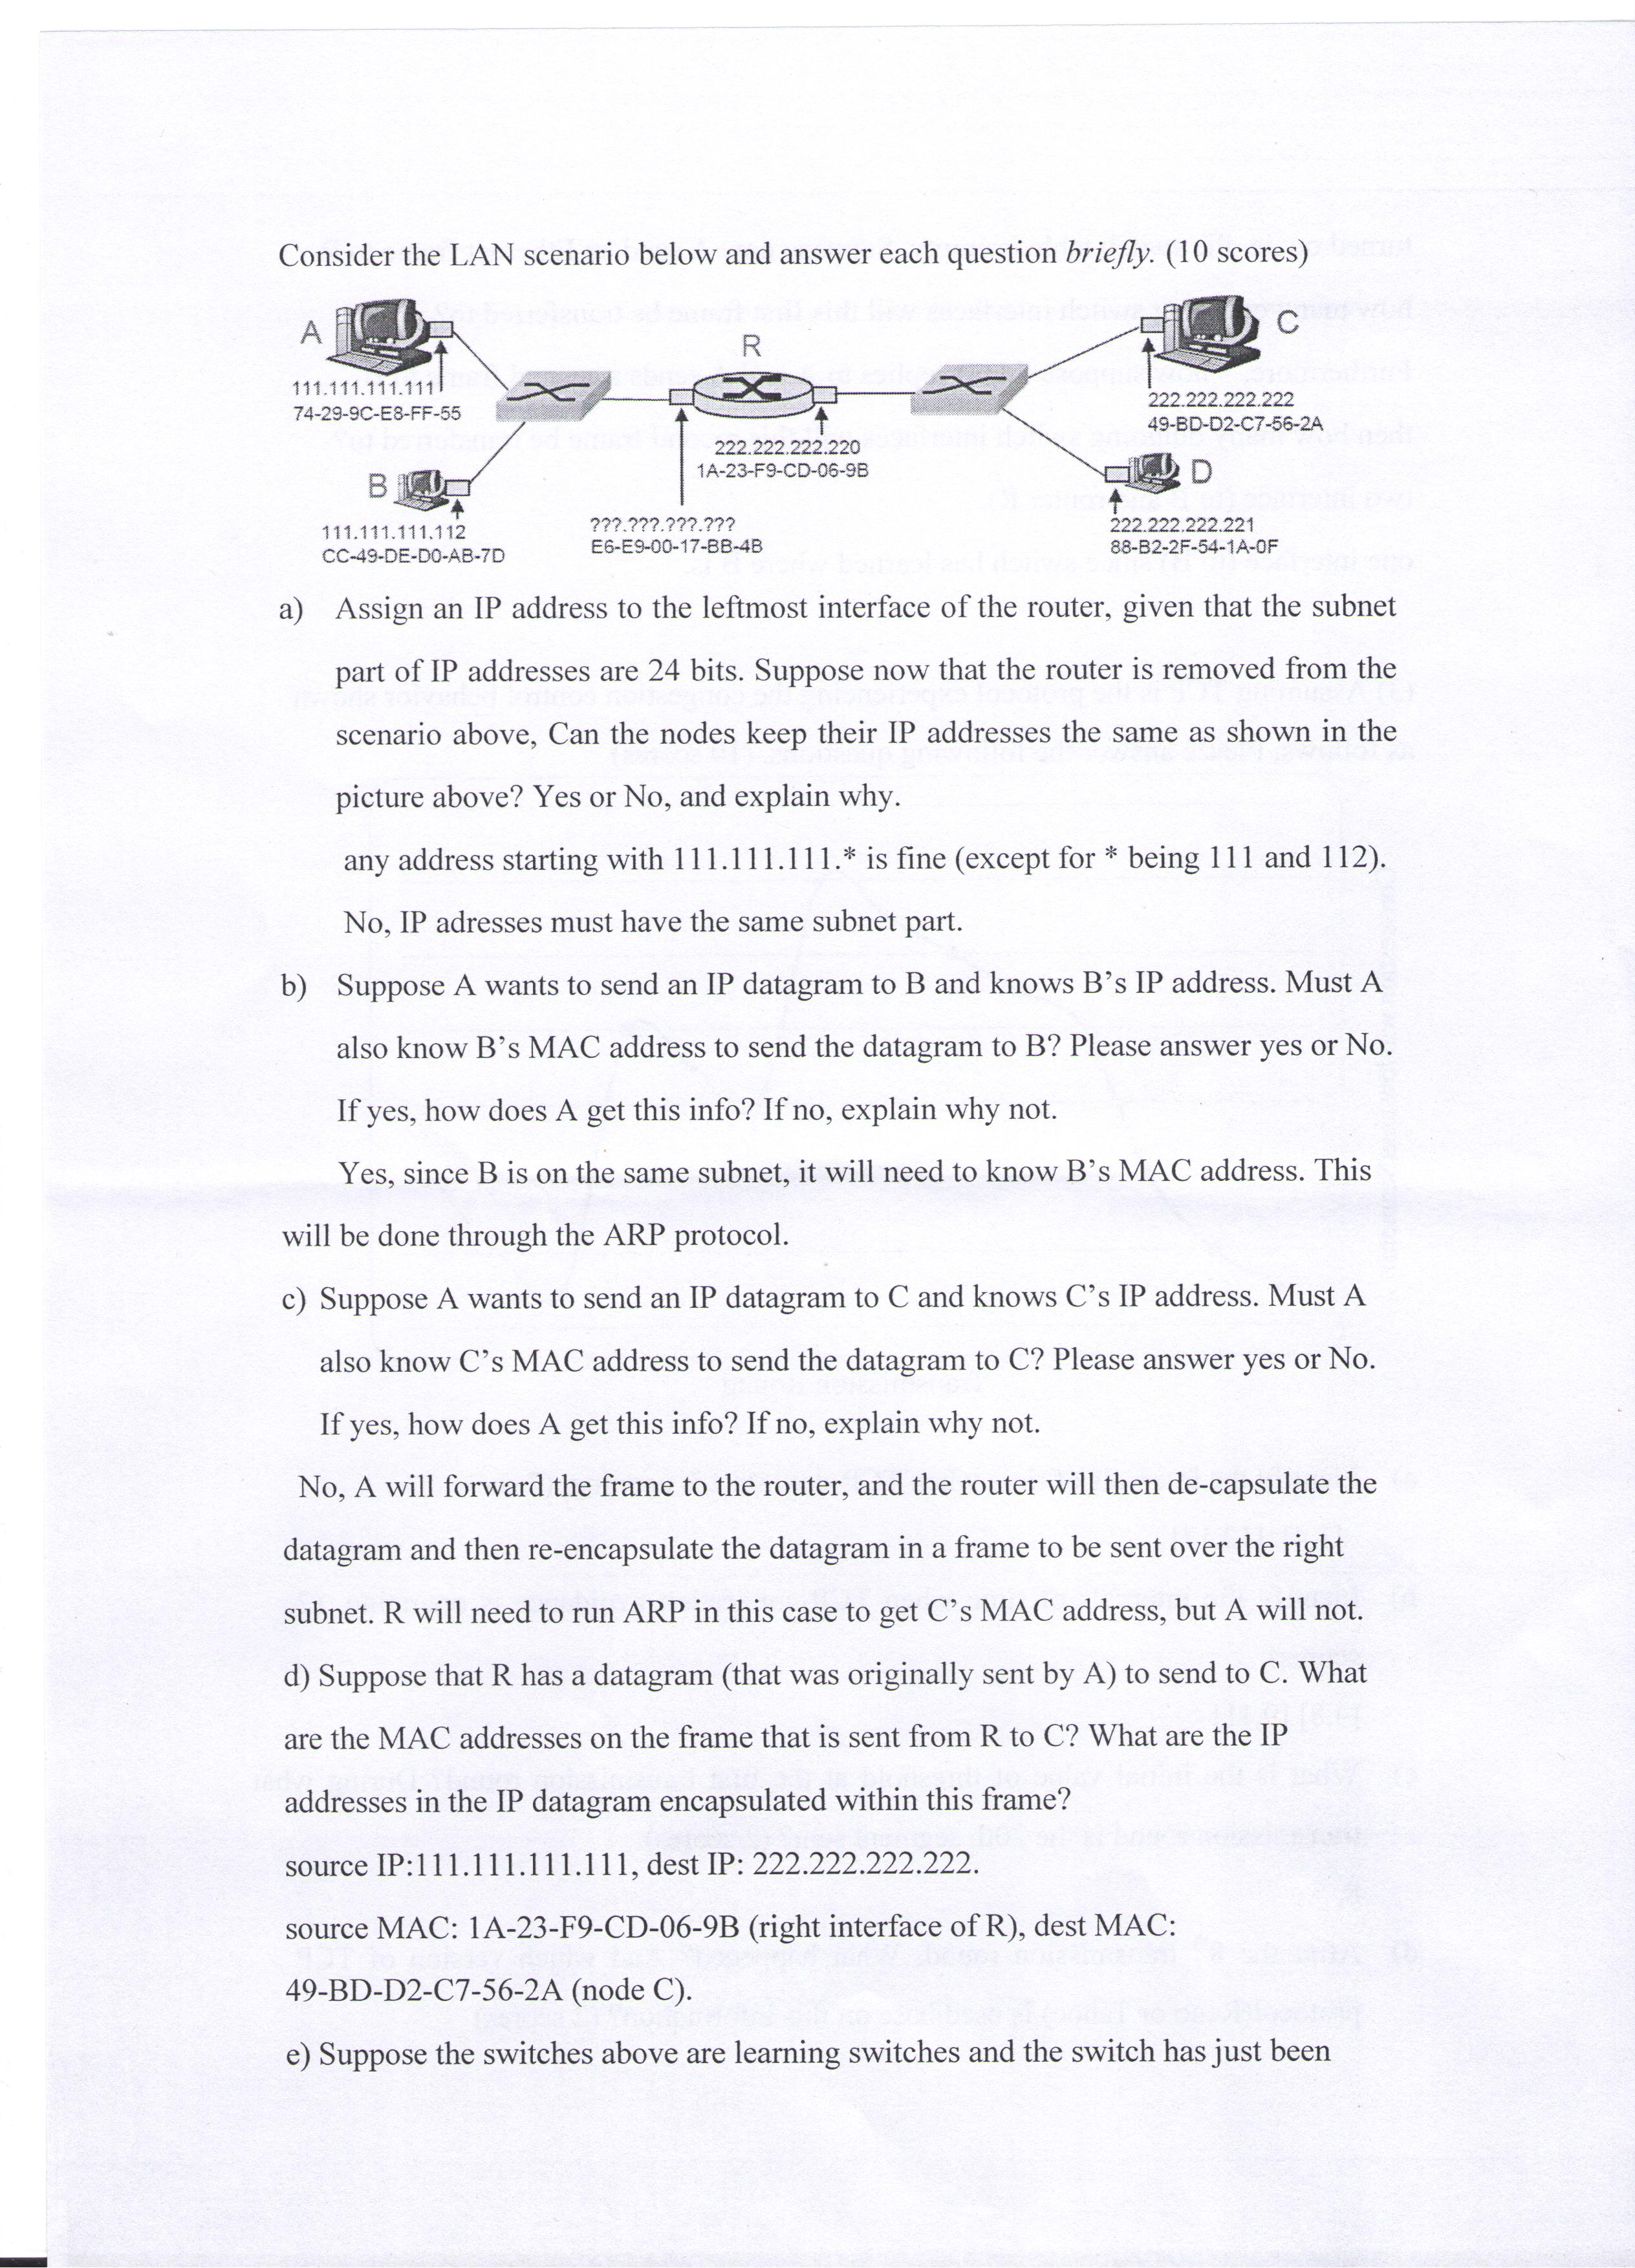 Consider the LAN scenario below and answer each question briefly. (10 scores)
A
R
C
111.111.111.111
74-29-9C-E8-FF-55
222.222.222.222
49-BD-D2-C7-56-2A
222.222.222.220
1A-23-F9-CD-06-9B
B
D
111.111.111.112
CC-49-DE-D0-AB-7D
???.???.???.???
E6-E9-00-17-BB-4B
222.222.222.221
88-B2-2F-54-1A-0F
a) Assign an IP address to the leftmost interface of the router, given that the subnet
part of IP addresses are 24 bits. Suppose now that the router is removed from the
scenario above, Can the nodes keep their IP addresses the same as shown in the
picture above? Yes or No, and explain why.
any address starting with 111.111.111.* is fine (except for * being 111 and 112).
No, IP adresses must have the same subnet part.
b) Suppose A wants to send an IP datagram to B and knows B's IP address. Must A
also know B's MAC address to send the datagram to B? Please answer yes or No.
If yes, how does A get this info? If no, explain why not.
Yes, since B is on the same subnet, it will need to know B's MAC address. This
will be done through the ARP protocol.
c) Suppose A wants to send an IP datagram to C and knows C's IP address. Must A
also know C's MAC address to send the datagram to C? Please answer yes or No.
If yes, how does A get this info? If no, explain why not.
No, A will forward the frame to the router, and the router will then de-capsulate the
datagram and then re-encapsulate the datagram in a frame to be sent over the right
subnet. R will need to run ARP in this case to get C's MAC address, but A will not.
d) Suppose that R has a datagram (that was originally sent by A) to send to C. What
are the MAC addresses on the frame that is sent from R to C? What are the IP
addresses in the IP datagram encapsulated within this frame?
source IP:111.111.111.111, dest IP: 222.222.222.222.
source MAC: 1A-23-F9-CD-06-9B (right interface of R), dest MAC:
49-BD-D2-C7-56-2A (node C).
e) Suppose the switches above are learning switches and the switch has just been